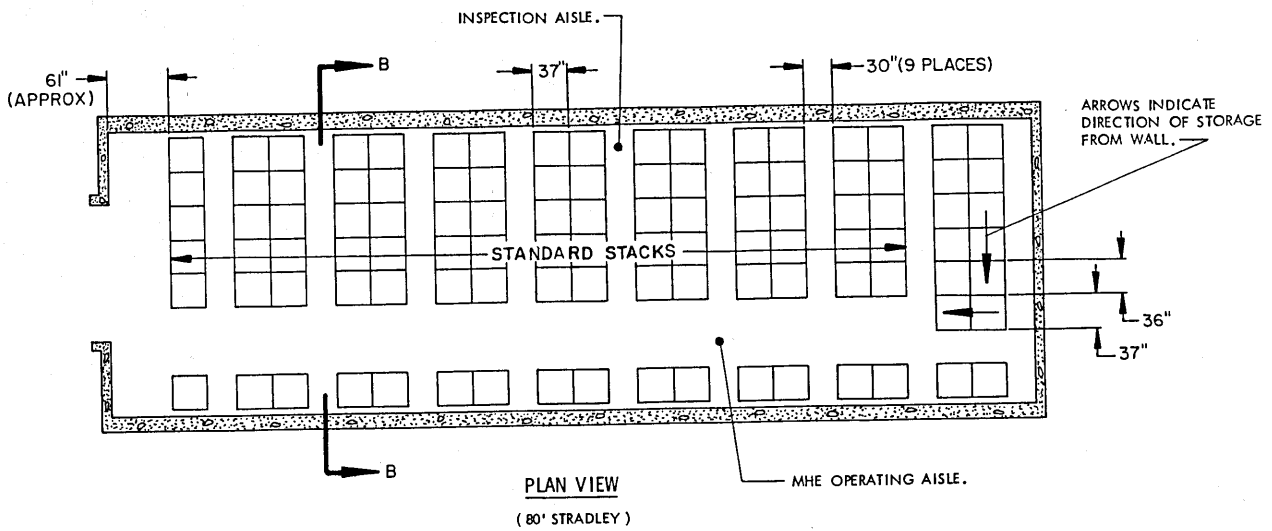 INSPECTION AISLE.
B
61"
(APPROX)
37"
30"(9 PLACES)
ARROWS INDICATE
DIRECTION OF STORAGE
FROM WALL.
STANDARD STACKS
36"
37"
B
MHE OPERATING AISLE.
PLAN VIEW
(80' STRADLEY)